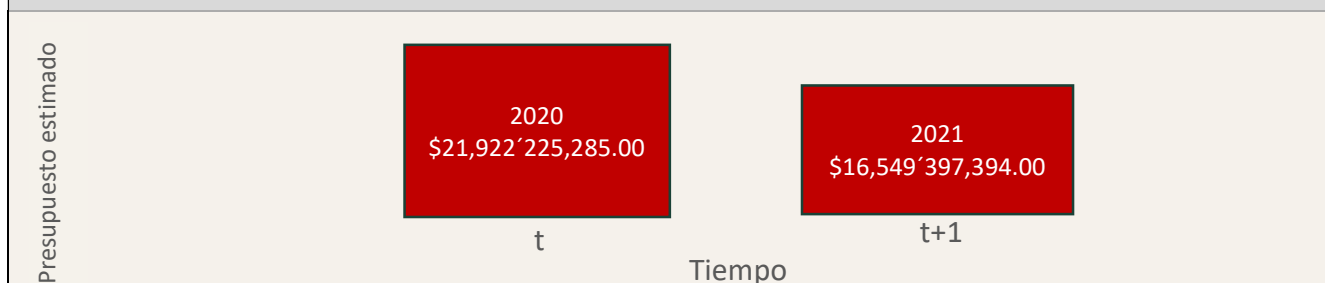 Presupuesto estimado
2020
$21,922´225,285.00
2021
$16,549´397,394.00
t
t+1
Tiempo